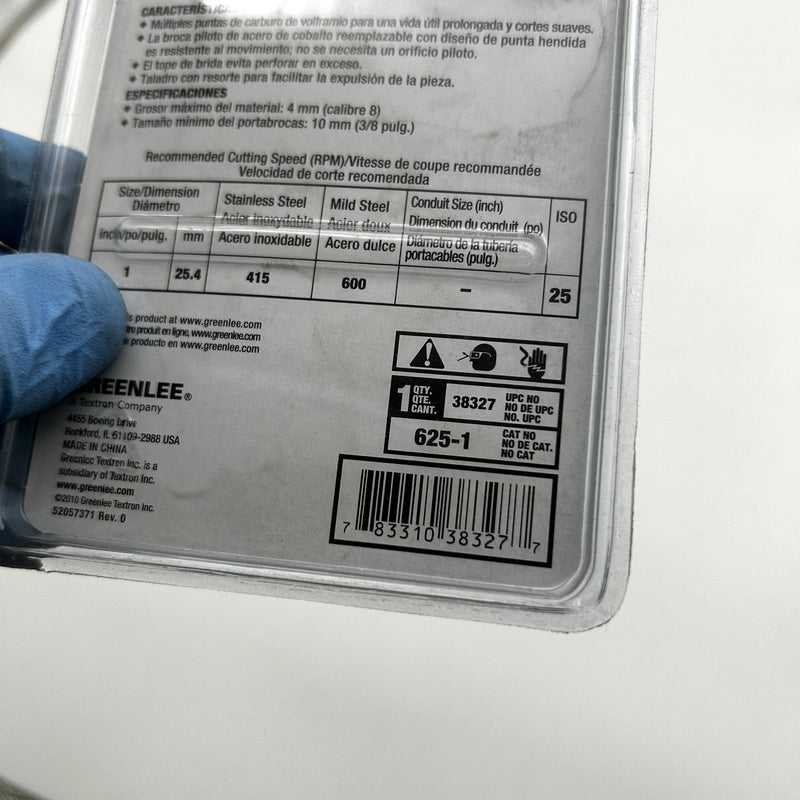 CARACTERÍSTICAS
• Múltiples puntas de carburo de volframio para una vida útil prolongada y cortes suaves.
• La broca piloto de acero de cobalto reemplazable con diseño de punta hendida
es resistente al movimiento; no se necesita un orificio piloto.
• El tope de brida evita perforar en exceso.
• Taladro con resorte para facilitar la expulsión de la pieza.
ESPECIFICACIONES
• Grosor máximo del material: 4 mm (calibre 8)
• Tamaño mínimo del portabrocas: 10 mm (3/8 pulg.)
Recommended Cutting Speed (RPM)/Vitesse de coupe recommandée
Velocidad de corte recomendada
Size/Dimension
Diámetro
Stainless Steel
Acier inoxydable
Acero inoxidable
Mild Steel
Acier doux
Acero dulce
Conduit Size (inch)
Dimension du conduit (po)
Diámetro de la tubería
portacables (pulg.)
ISO
inch/po/pulg. mm
1 25.4 415 600 – 25
s product at www.greenlee.com
tre produit en ligne, www.greenlee.com
e producto en www.greenlee.com
GREENLEE®
A Textron Company
4455 Boeing Drive
Rockford, IL 61109-2988 USA
MADE IN CHINA
Greenlee Textron Inc. is a
subsidiary of Textron Inc.
www.greenlee.com
©2010 Greenlee Textron Inc.
52057371 Rev. 0
1 QTY.
QTE.
CANT.
38327
UPC NO
NO DE UPC
NO. UPC
625-1
CAT NO
NO DE CAT.
NO CAT
7 83310 38327 7